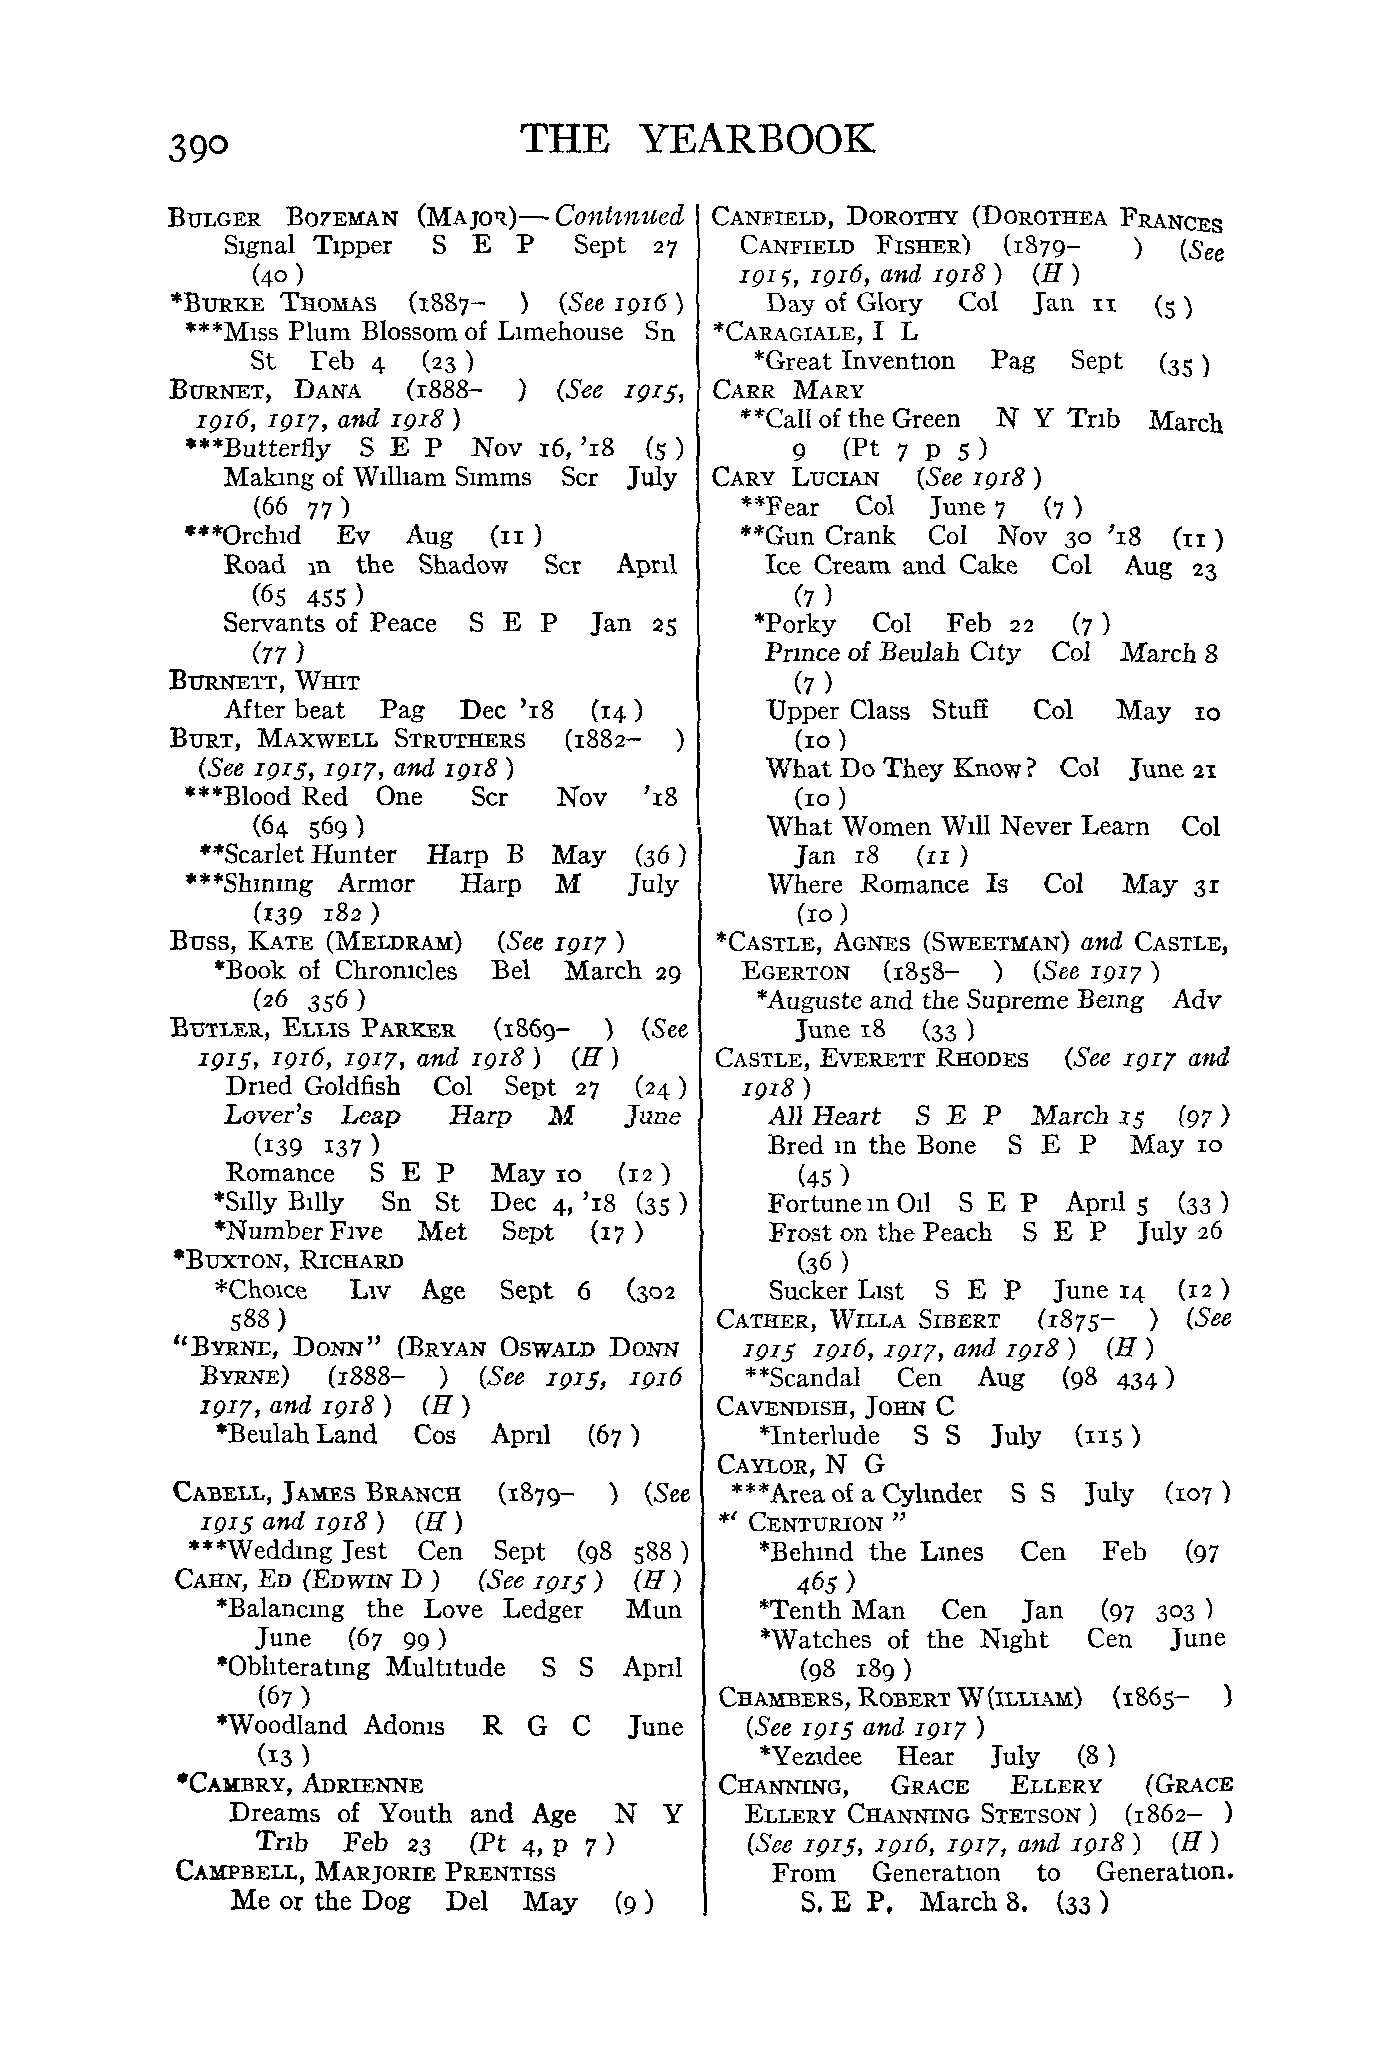 390
THE YEARBOOK
BULGER BOZEMAN (MAJOR)—Continued
Signal Tipper S E P Sept 27
(40 )
*BURKE THOMAS (1887– ) (See 1916 )
***Miss Plum Blossom of Limehouse Sn
St Feb 4 (23 )
BURNET, DANA (1888– ) (See 1915,
1916, 1917, and 1918 )
***Butterfly S E P Nov 16, ’18 (5 )
Making of William Simms Scr July
(66 77 )
***Orchid Ev Aug (11 )
Road in the Shadow Scr April
(65 455 )
Servants of Peace S E P Jan 25
(77 )
BURNETT, WHIT
After beat Pag Dec ’18 (14 )
BURT, MAXWELL STRUTHERS (1882– )
(See 1915, 1917, and 1918 )
***Blood Red One Scr Nov ’18
(64 569 )
**Scarlet Hunter Harp B May (36 )
***Shining Armor Harp M July
(139 182 )
BUSS, KATE (MELDRAM) (See 1917 )
*Book of Chronicles Bel March 29
(26 356 )
BUTLER, ELLIS PARKER (1869– ) (See
1915, 1916, 1917, and 1918 ) (H )
Dried Goldfish Col Sept 27 (24 )
Lover’s Leap Harp M June
(139 137 )
Romance S E P May 10 (12 )
*Silly Billy Sn St Dec 4, ’18 (35 )
*Number Five Met Sept (17 )
*BUXTON, RICHARD
*Choice Liv Age Sept 6 (302
588 )
“BYRNE, DONN” (BRYAN OSWALD DONN
BYRNE) (1888– ) (See 1915, 1916
1917, and 1918 ) (H )
*Beulah Land Cos April (67 )
CABELL, JAMES BRANCH (1879– ) (See
1915 and 1918 ) (H )
***Wedding Jest Cen Sept (98 588 )
CAHN, ED (EDWIN D ) (See 1915 ) (H )
*Balancing the Love Ledger Mun
June (67 99 )
*Obliterating Multitude S S April
(67 )
*Woodland Adonis R G C June
(13 )
*CAMBRY, ADRIENNE
Dreams of Youth and Age N Y
Trib Feb 23 (Pt 4, p 7 )
CAMPBELL, MARJORIE PRENTISS
Me or the Dog Del May (9 )
CANFIELD, DOROTHY (DOROTHEA FRANCES
CANFIELD FISHER) (1879– ) (See
1915, 1916, and 1918 ) (H )
Day of Glory Col Jan 11 (5 )
*CARAGIALE, I L
*Great Invention Pag Sept (35 )
CARR MARY
**Call of the Green N Y Trib March
9 (Pt 7 p 5 )
CARY LUCIAN (See 1918 )
**Fear Col June 7 (7 )
**Gun Crank Col Nov 30 ’18 (11 )
Ice Cream and Cake Col Aug 23
(7 )
*Porky Col Feb 22 (7 )
Prince of Beulah City Col March 8
(7 )
Upper Class Stuff Col May 10
(10 )
What Do They Know? Col June 21
(10 )
What Women Will Never Learn Col
Jan 18 (11 )
Where Romance Is Col May 31
(10 )
*CASTLE, AGNES (SWEETMAN) and CASTLE,
EGERTON (1858– ) (See 1917 )
*Auguste and the Supreme Being Adv
June 18 (33 )
CASTLE, EVERETT RHODES (See 1917 and
1918 )
All Heart S E P March 15 (97 )
Bred in the Bone S E P May 10
(45 )
Fortune in Oil S E P April 5 (33 )
Frost on the Peach S E P July 26
(36 )
Sucker List S E P June 14 (12 )
CATHER, WILLA SIBERT (1875– ) (See
1915 1916, 1917, and 1918 ) (H )
**Scandal Cen Aug (98 434 )
CAVENDISH, JOHN C
*Interlude S S July (115 )
CAYLOR, N G
***Area of a Cylinder S S July (107 )
*‘ CENTURION ”
*Behind the Lines Cen Feb (97
465 )
*Tenth Man Cen Jan (97 303 )
*Watches of the Night Cen June
(98 189 )
CHAMBERS, ROBERT W(ILLIAM) (1865– )
(See 1915 and 1917 )
*Yezidee Hear July (8 )
CHANNING, GRACE ELLERY (GRACE
ELLERY CHANNING STETSON ) (1862– )
(See 1915, 1916, 1917, and 1918 ) (H )
From Generation to Generation.
S. E P. March 8. (33 )